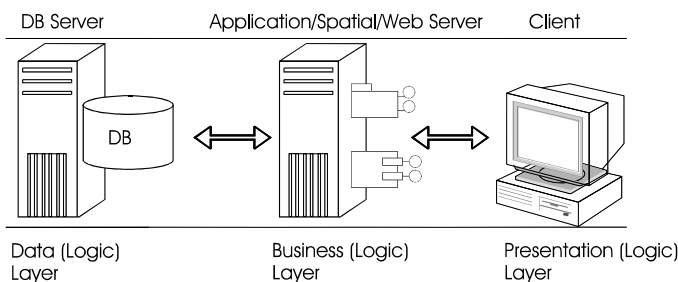 DB Server
Application/Spatial/Web Server
Client
DB
Data (Logic)
Layer
Business (Logic)
Layer
Presentation (Logic)
Layer